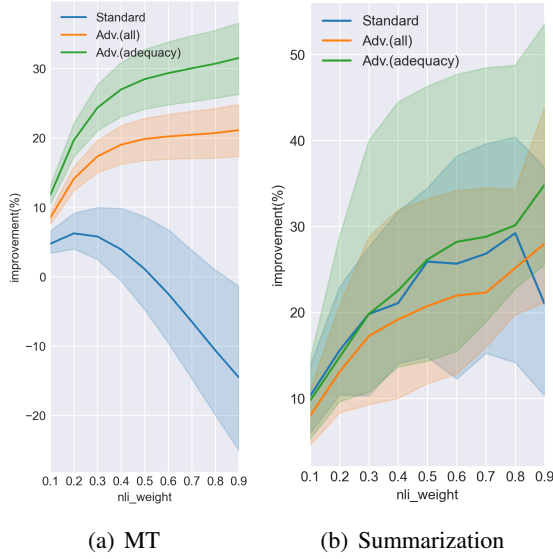 Standard
Adv.(all)
Adv.(adequacy)
improvement(%)
30
20
10
0
−10
−20
0.1 0.2 0.3 0.4 0.5 0.6 0.7 0.8 0.9
nli_weight
(a) MT
Standard
Adv.(all)
Adv.(adequacy)
improvement(%)
50
40
30
20
10
0.1 0.2 0.3 0.4 0.5 0.6 0.7 0.8 0.9
nli_weight
(b) Summarization